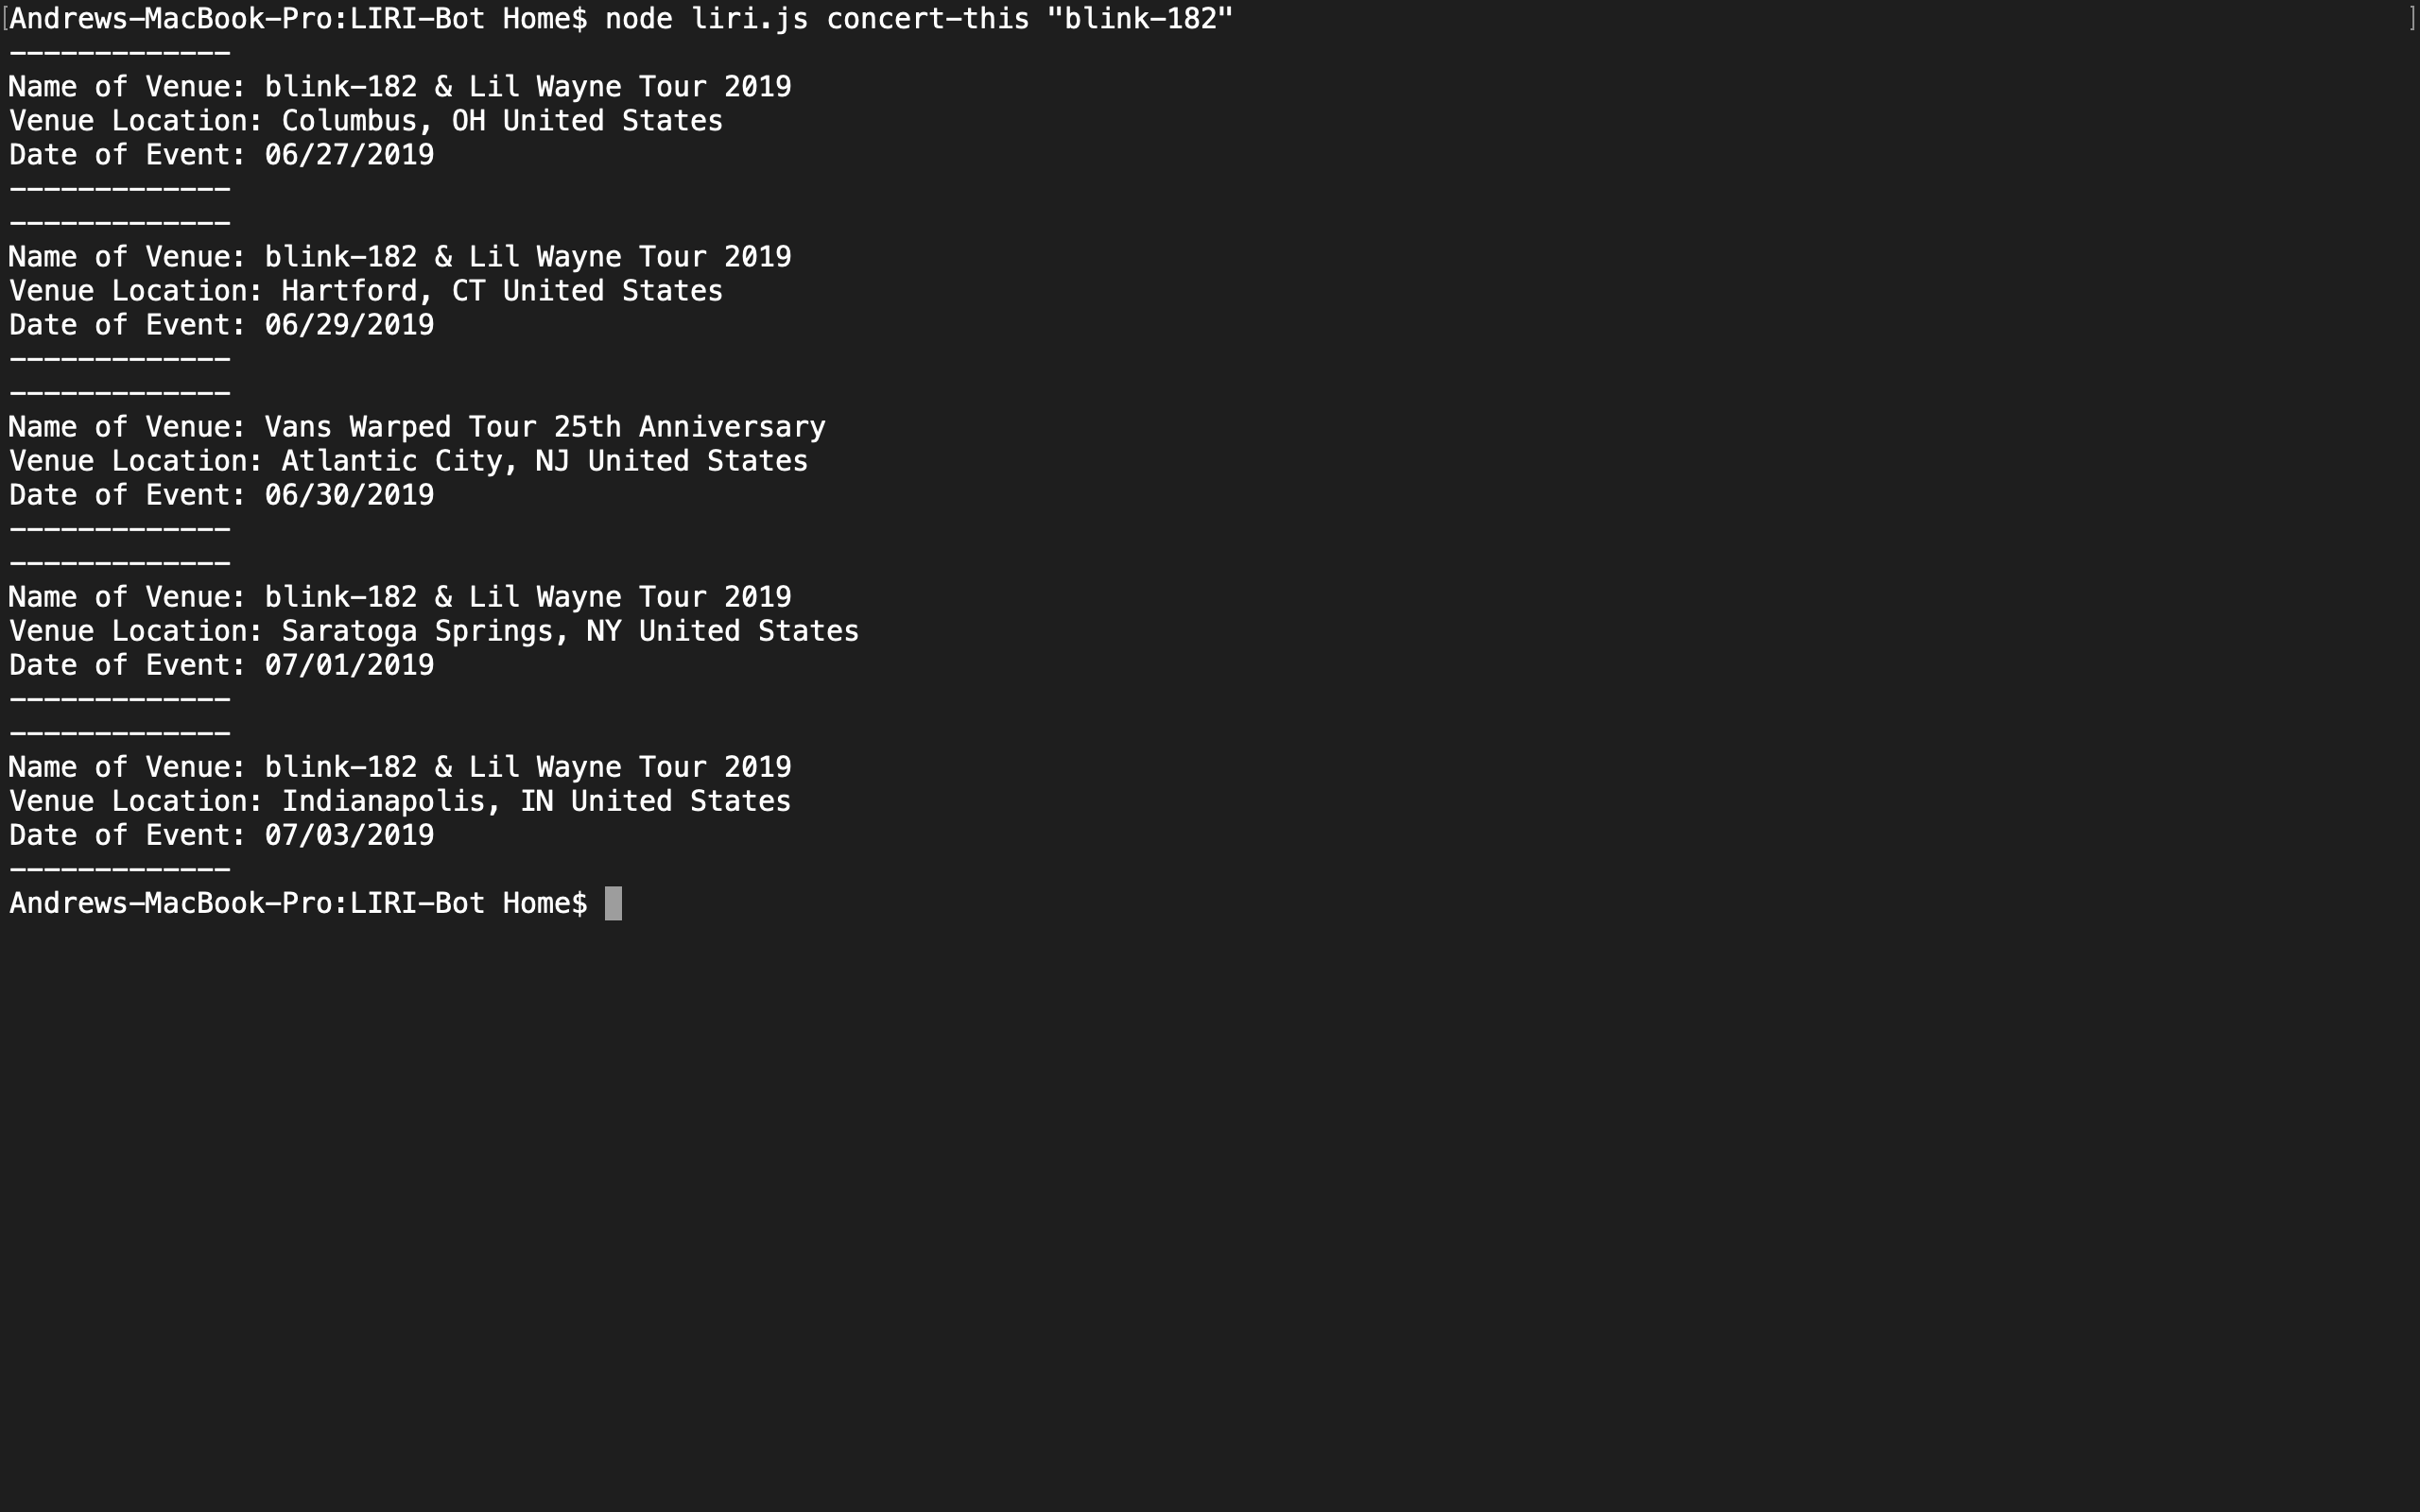 [Andrews-MacBook-Pro:LIRI-Bot Home$ node liri.js concert-this "blink-182"]
-------------
Name of Venue: blink-182 & Lil Wayne Tour 2019
Venue Location: Columbus, OH United States
Date of Event: 06/27/2019
-------------
-------------
Name of Venue: blink-182 & Lil Wayne Tour 2019
Venue Location: Hartford, CT United States
Date of Event: 06/29/2019
-------------
-------------
Name of Venue: Vans Warped Tour 25th Anniversary
Venue Location: Atlantic City, NJ United States
Date of Event: 06/30/2019
-------------
-------------
Name of Venue: blink-182 & Lil Wayne Tour 2019
Venue Location: Saratoga Springs, NY United States
Date of Event: 07/01/2019
-------------
-------------
Name of Venue: blink-182 & Lil Wayne Tour 2019
Venue Location: Indianapolis, IN United States
Date of Event: 07/03/2019
-------------
Andrews-MacBook-Pro:LIRI-Bot Home$